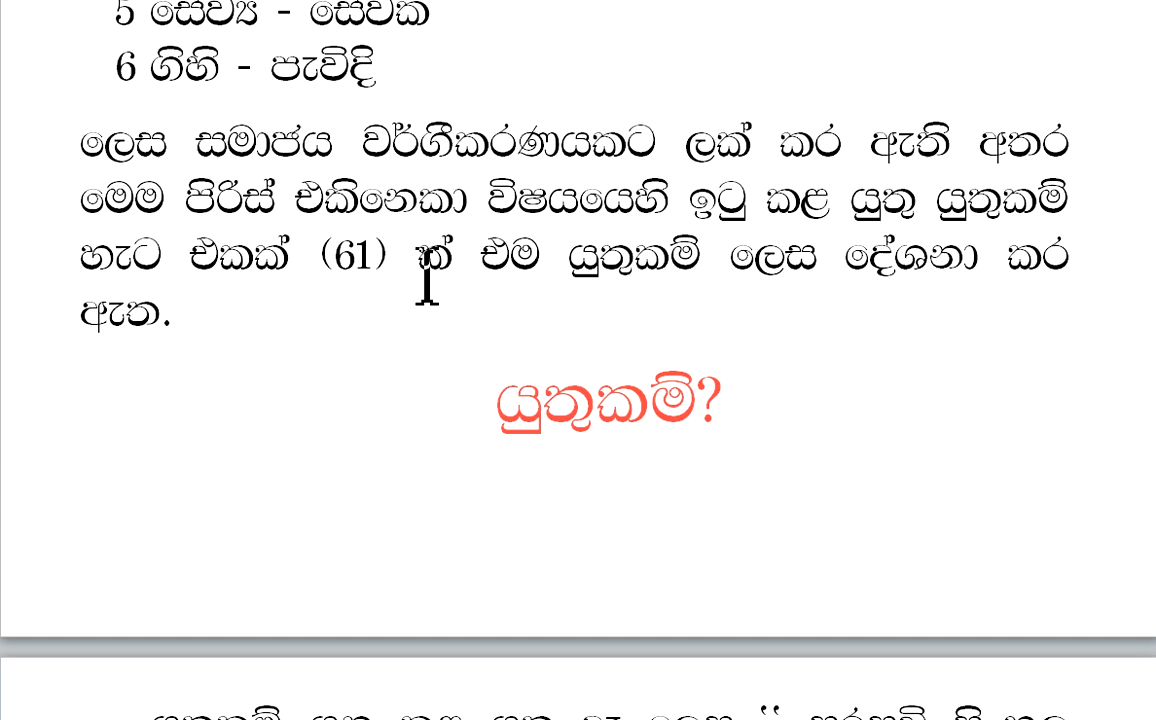 5 සේව්‍ය - සේවක
6 ගිහි - පැවිදි
ලෙස සමාජය වර්ගීකරණයකට ලක් කර ඇති අතර
මෙම පිරිස් එකිනෙකා විෂයයෙහි ඉටු කළ යුතු යුතුකම්
හැට එකක් (61) ක් එම යුතුකම් ලෙස දේශනා කර
ඇත.
යුතුකම්?